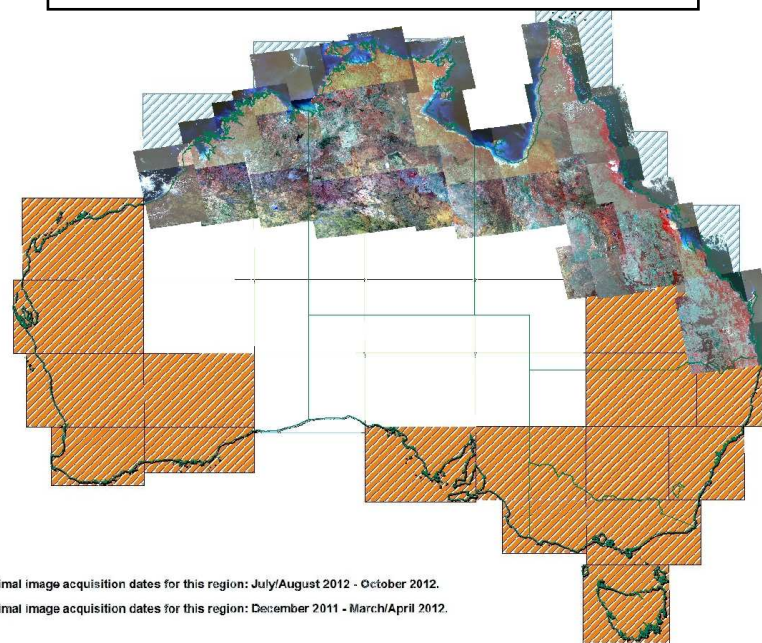 imal image acquisition dates for this region: July/August 2012 - October 2012.
imal image acquisition dates for this region: December 2011 - March/April 2012.